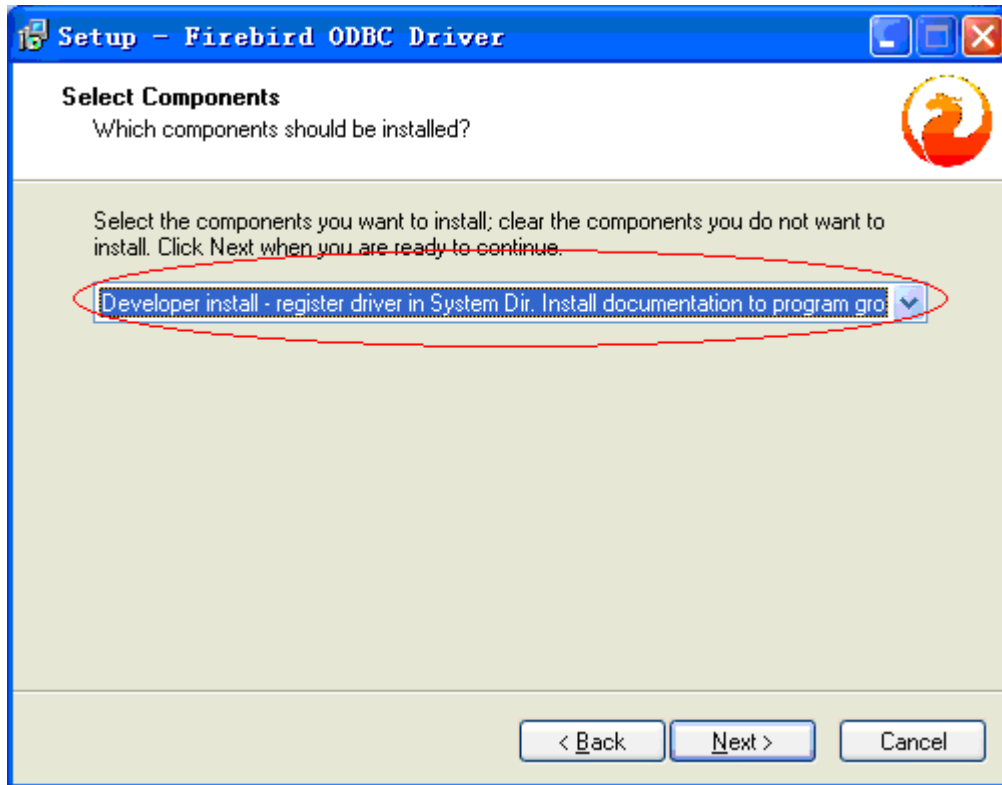 Setup - Firebird ODBC Driver
Select Components
Which components should be installed?
Select the components you want to install; clear the components you do not want to
install. Click Next when you are ready to continue.
Developer install - register driver in System Dir. Install documentation to program gro
< Back
Next >
Cancel